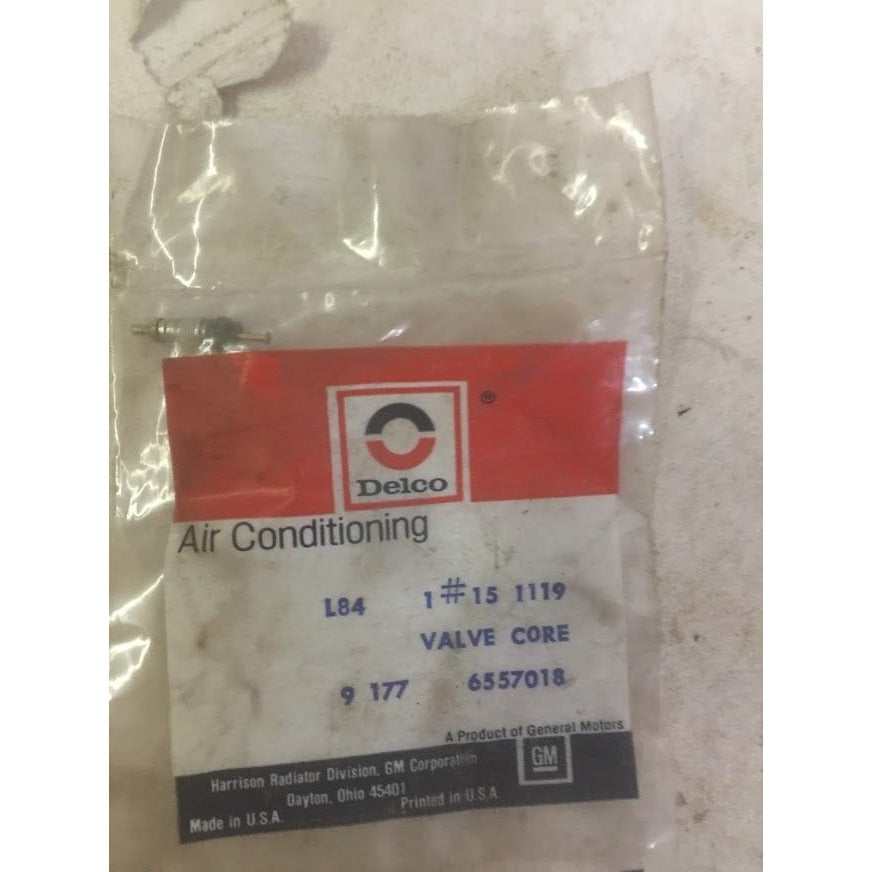 ®
Delco
Air Conditioning
L84 1#15 1119
VALVE CORE
9 177 6557018
A Product of General Motors
GM
Harrison Radiator Division, GM Corporation
Dayton, Ohio 45401
Made in U.S.A. Printed in U.S.A.